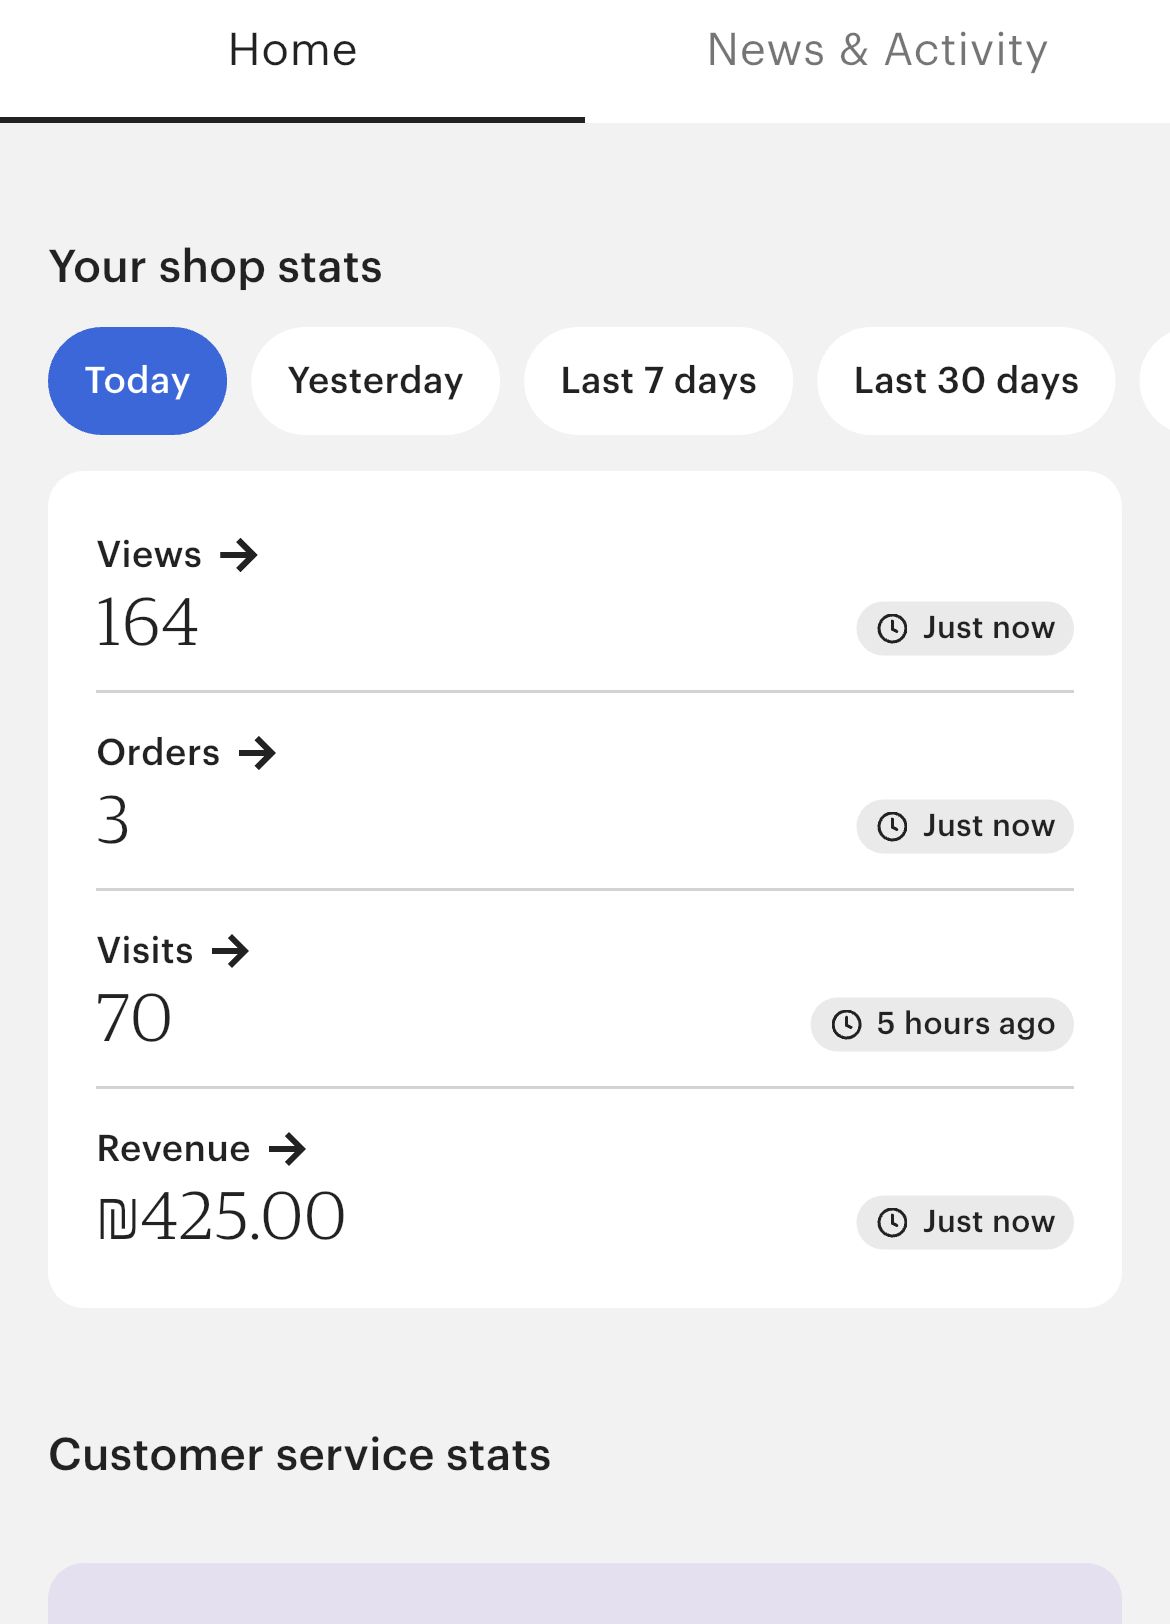 Home
News & Activity
Your shop stats
Today
Yesterday
Last 7 days
Last 30 days
Views →
164
Just now
Orders →
3
Just now
Visits →
70
5 hours ago
Revenue →
₪425.00
Just now
Customer service stats